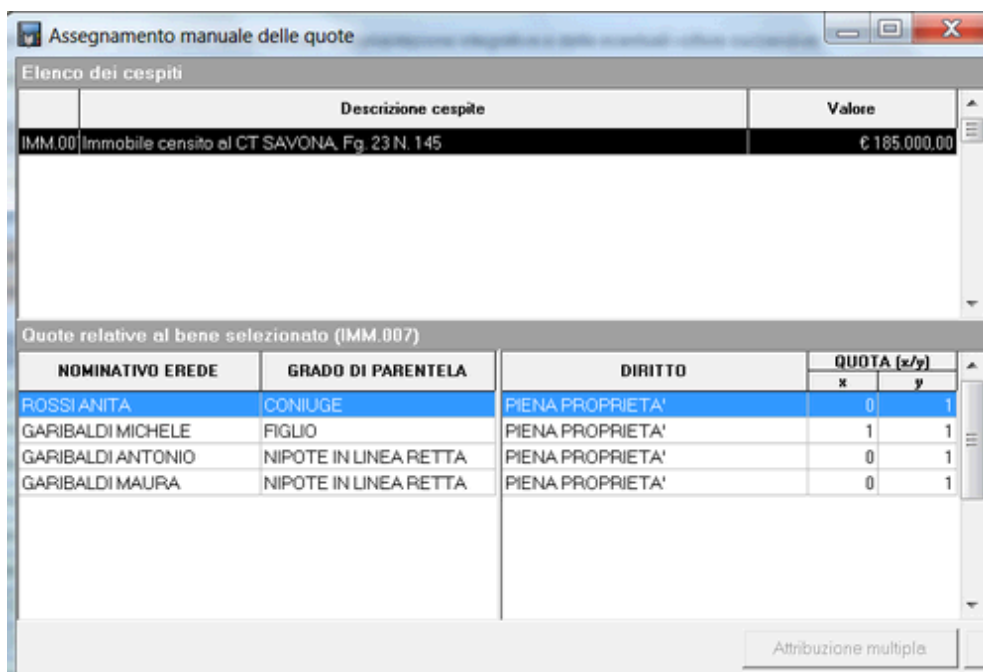 Assegnamento manuale delle quote
Elenco dei cespiti
Descrizione cespite Valore
IMM.007 Immobile censito al CT SAVONA, Fg. 23 N. 145 € 185.000,00
Quote relative al bene selezionato (IMM.007)
NOMINATIVO EREDE GRADO DI PARENTELA DIRITTO QUOTA (x/y)
x y
ROSSI ANITA CONIUGE PIENA PROPRIETA' 0 1
GARIBALDI MICHELE FIGLIO PIENA PROPRIETA' 1 1
GARIBALDI ANTONIO NIPOTE IN LINEA RETTA PIENA PROPRIETA' 0 1
GARIBALDI MAURA NIPOTE IN LINEA RETTA PIENA PROPRIETA' 0 1
Attribuzione multipla